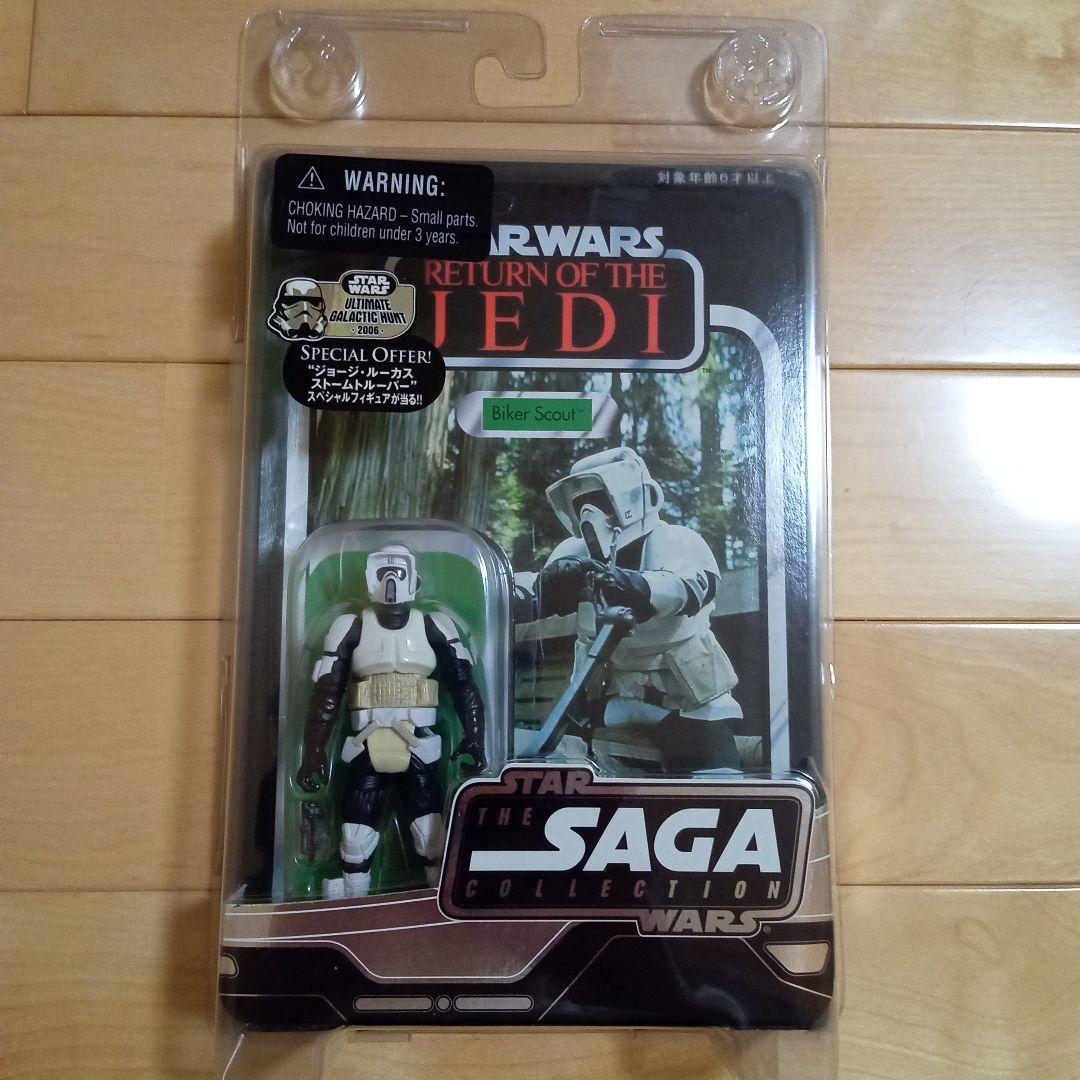 WARNING:
CHOKING HAZARD – Small parts.
Not for children under 3 years.
対象年齢6才以上
AR WARS
RETURN OF THE
JEDI
TM
STAR
WARS
ULTIMATE
GALACTIC HUNT
- 2006 -
SPECIAL OFFER!
"ジョージ・ルーカス
ストームトルーパー"
スペシャルフィギュアが当る!!
Biker Scout™
STAR
THE
SAGA
COLLECTION
WARS®